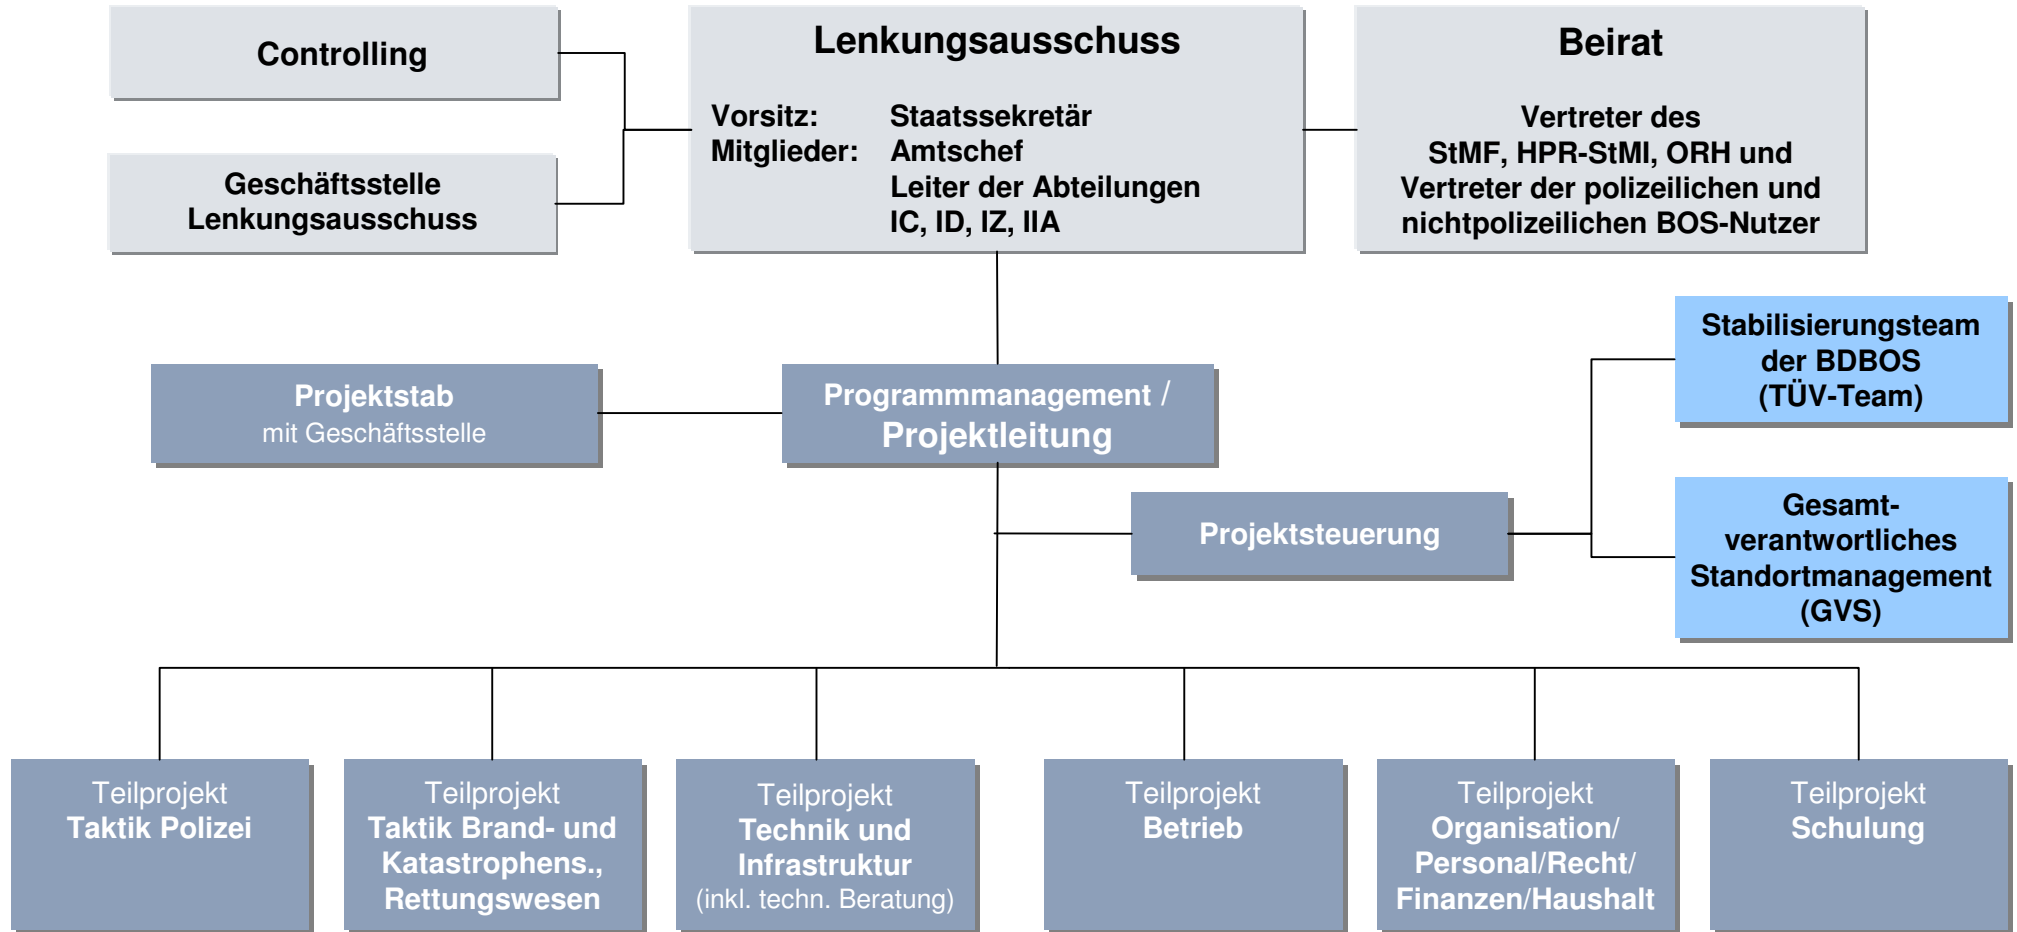 Controlling
Geschäftsstelle
Lenkungsausschuss
Lenkungsausschuss
Vorsitz: Staatssekretär
Mitglieder: Amtschef
Leiter der Abteilungen
IC, ID, IZ, IIA
Beirat
Vertreter des
StMF, HPR-StMI, ORH und
Vertreter der polizeilichen und
nichtpolizeilichen BOS-Nutzer
Projektstab
mit Geschäftsstelle
Programmmanagement /
Projektleitung
Stabilisierungsteam
der BDBOS
(TÜV-Team)
Projektsteuerung
Gesamt-
verantwortliches
Standortmanagement
(GVS)
Teilprojekt
Taktik Polizei
Teilprojekt
Taktik Brand- und
Katastrophens.,
Rettungswesen
Teilprojekt
Technik und
Infrastruktur
(inkl. techn. Beratung)
Teilprojekt
Betrieb
Teilprojekt
Organisation/
Personal/Recht/
Finanzen/Haushalt
Teilprojekt
Schulung